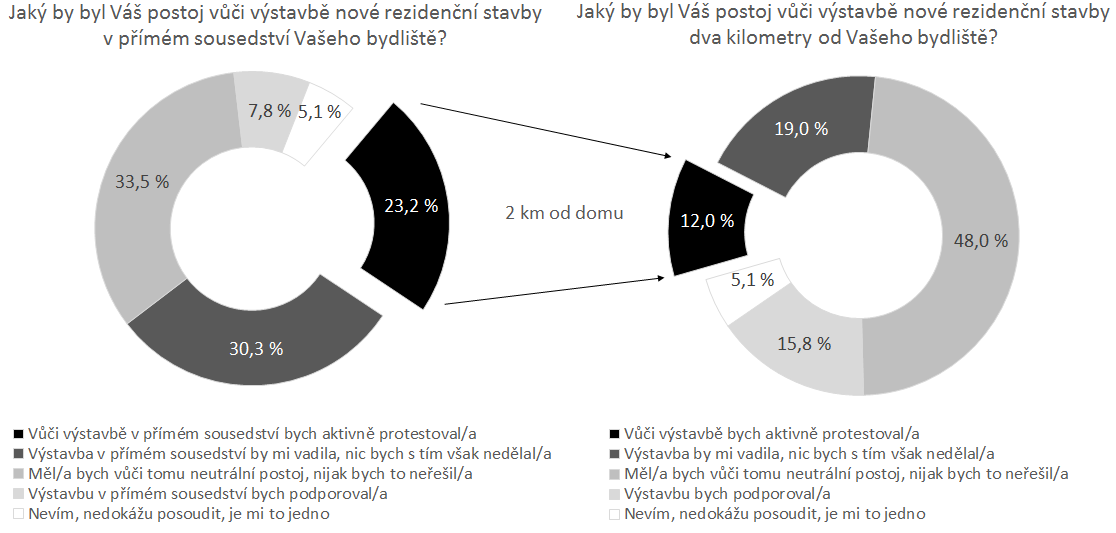 Jaký by byl Váš postoj vůči výstavbě nové rezidenční stavby
v přímém sousedství Vašeho bydliště?
7,8 %
5,1 %
33,5 %
23,2 %
30,3 %
Vůči výstavbě v přímém sousedství bych aktivně protestoval/a
Výstavba v přímém sousedství by mi vadila, nic bych s tím však nedělal/a
Měl/a bych vůči tomu neutrální postoj, nijak bych to neřešil/a
Výstavbu v přímém sousedství bych podporoval/a
Nevím, nedokážu posoudit, je mi to jedno
2 km od domu
Jaký by byl Váš postoj vůči výstavbě nové rezidenční stavby
dva kilometry od Vašeho bydliště?
19,0 %
12,0 %
48,0 %
5,1 %
15,8 %
Vůči výstavbě bych aktivně protestoval/a
Výstavba by mi vadila, nic bych s tím však nedělal/a
Měl/a bych vůči tomu neutrální postoj, nijak bych to neřešil/a
Výstavbu bych podporoval/a
Nevím, nedokážu posoudit, je mi to jedno